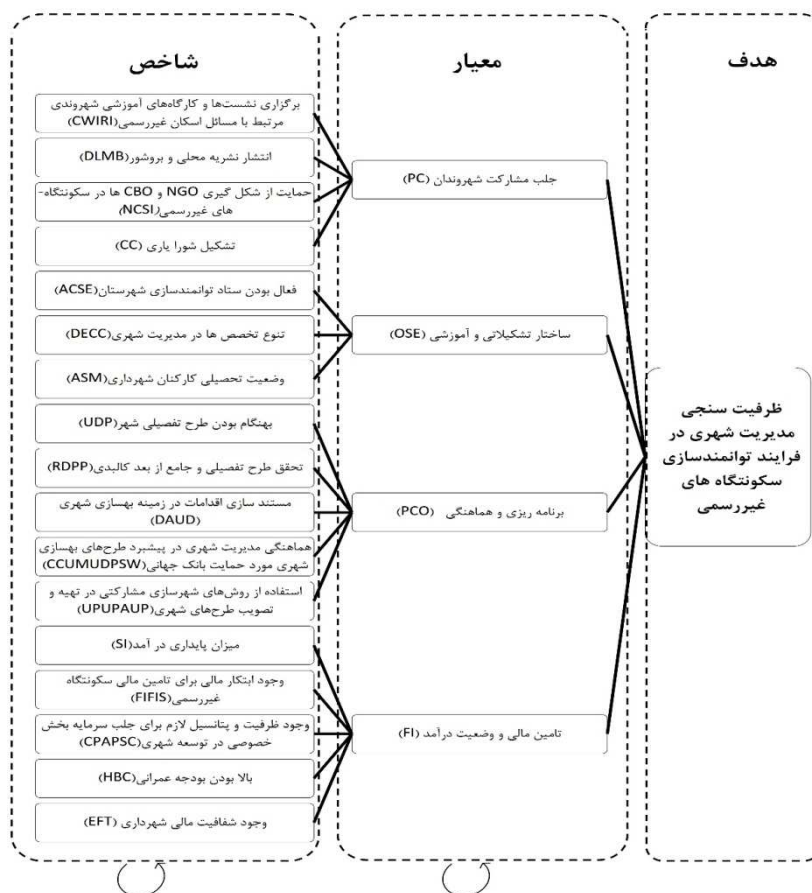 هدف
معیار
شاخص
ظرفیت سنجی
مدیریت شهری در
فرایند توانمندسازی
سکونتگاه های
غیررسمی
جلب مشارکت شهروندان (PC)
ساختار تشکیلاتی و آموزشی (OSE)
برنامه ریزی و هماهنگی (PCO)
تامین مالی و وضعیت درآمد (FI)
برگزاری نشست‌ها و کارگاه‌های آموزشی شهروندی
مرتبط با مسائل اسکان غیررسمی(CWIRI)
انتشار نشریه محلی و بروشور(DLMB)
حمایت از شکل گیری NGO و CBO ها در سکونتگاه-
های غیررسمی(NCSI)
تشکیل شورا یاری (CC)
فعال بودن ستاد توانمندسازی شهرستان(ACSE)
تنوع تخصص ها در مدیریت شهری(DECC)
وضعیت تحصیلی کارکنان شهرداری(ASM)
بهنگام بودن طرح تفصیلی شهر(UDP)
تحقق طرح تفصیلی و جامع از بعد کالبدی(RDPP)
مستند سازی اقدامات در زمینه بهسازی شهری
(DAUD)
هماهنگی مدیریت شهری در پیشبرد طرح‌های بهسازی
شهری مورد حمایت بانک جهانی(CCUMUDPSW)
استفاده از روش‌های شهرسازی مشارکتی در تهیه و
تصویب طرح‌های شهری(UPUPAUP)
میزان پایداری در آمد(SI)
وجود ابتکار مالی برای تامین مالی سکونتگاه
غیررسمی(FIFIS)
وجود ظرفیت و پتانسیل لازم برای جلب سرمایه بخش
خصوصی در توسعه شهری(CPAPSC)
بالا بودن بودجه عمرانی(HBC)
وجود شفافیت مالی شهرداری (EFT)